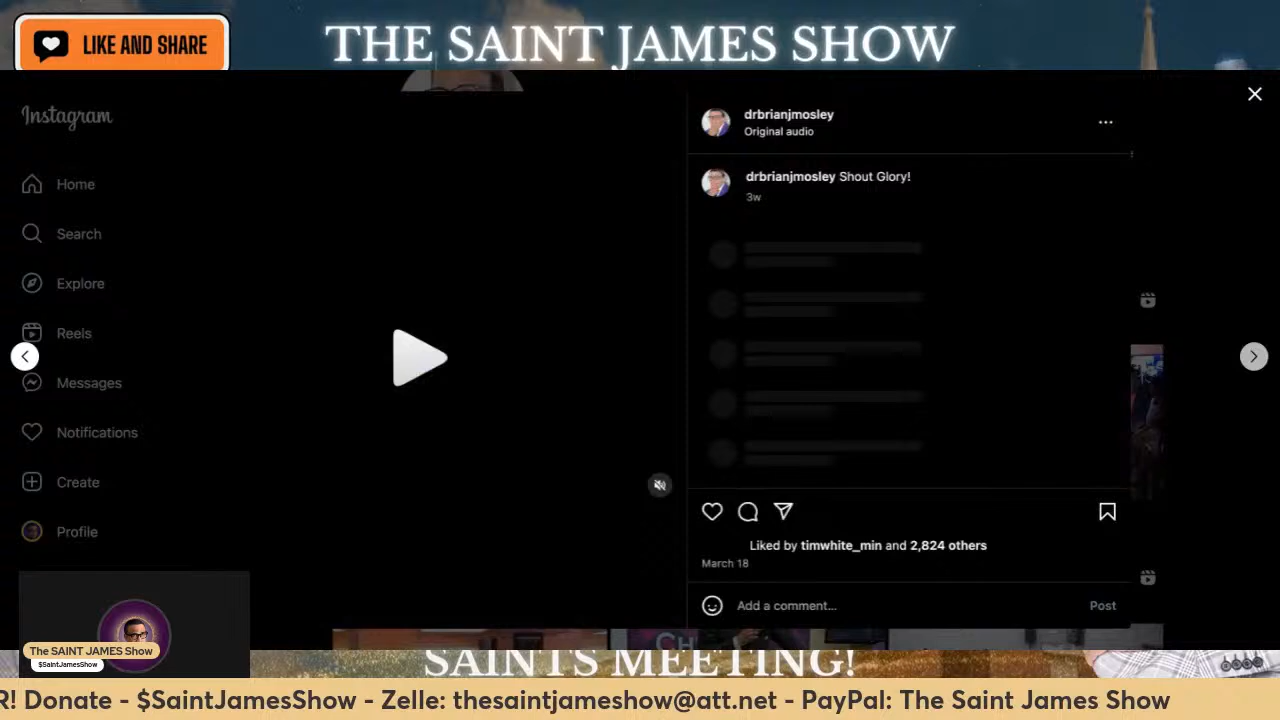 LIKE AND SHARE
THE SAINT JAMES SHOW
Instagram
Home
Search
Explore
Reels
Messages
Notifications
Create
Profile
drbrianjmosley
Original audio
drbrianjmosley Shout Glory!
3w
Liked by timwhite_min and 2,824 others
March 18
Add a comment...
Post
The SAINT JAMES Show
$SaintJamesShow
SAINTS MEETING!
R! Donate - $SaintJamesShow - Zelle: thesaintjameshow@att.net - PayPal: The Saint James Show